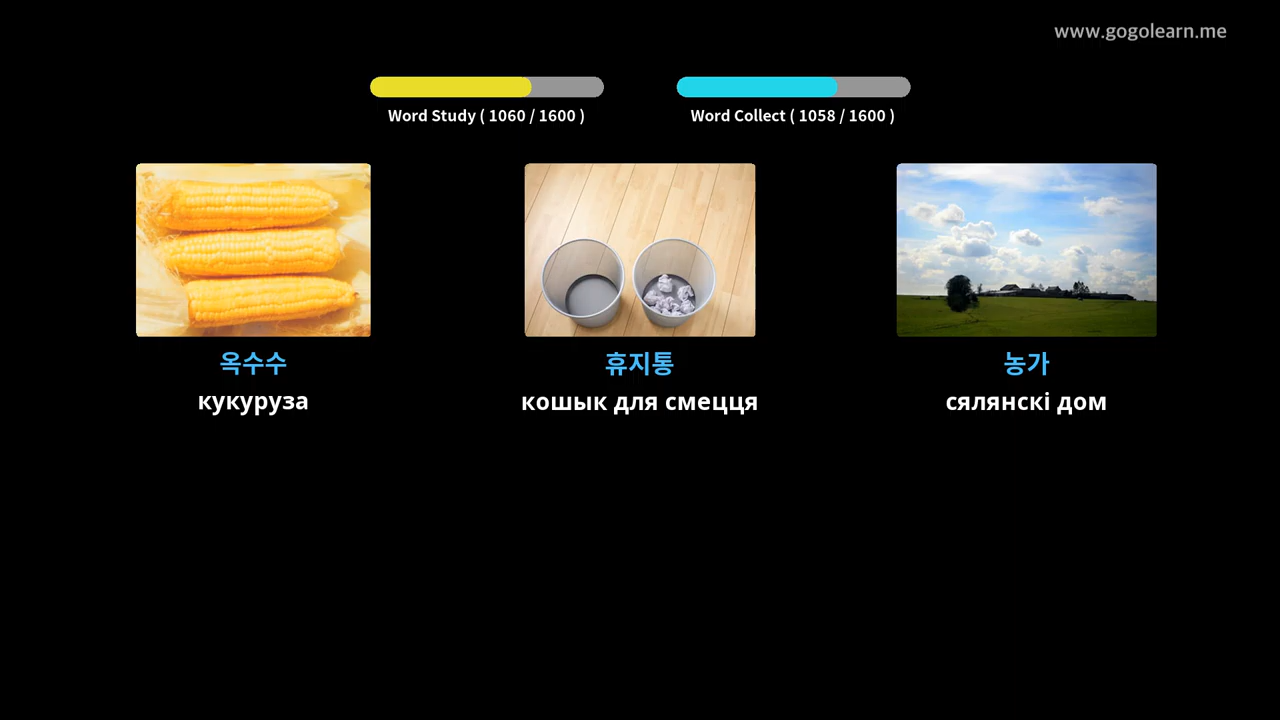 www.gogolearn.me
Word Study ( 1060 / 1600 )
Word Collect ( 1058 / 1600 )
옥수수
휴지통
농가
кукуруза
кошык для смецця
сялянскі дом